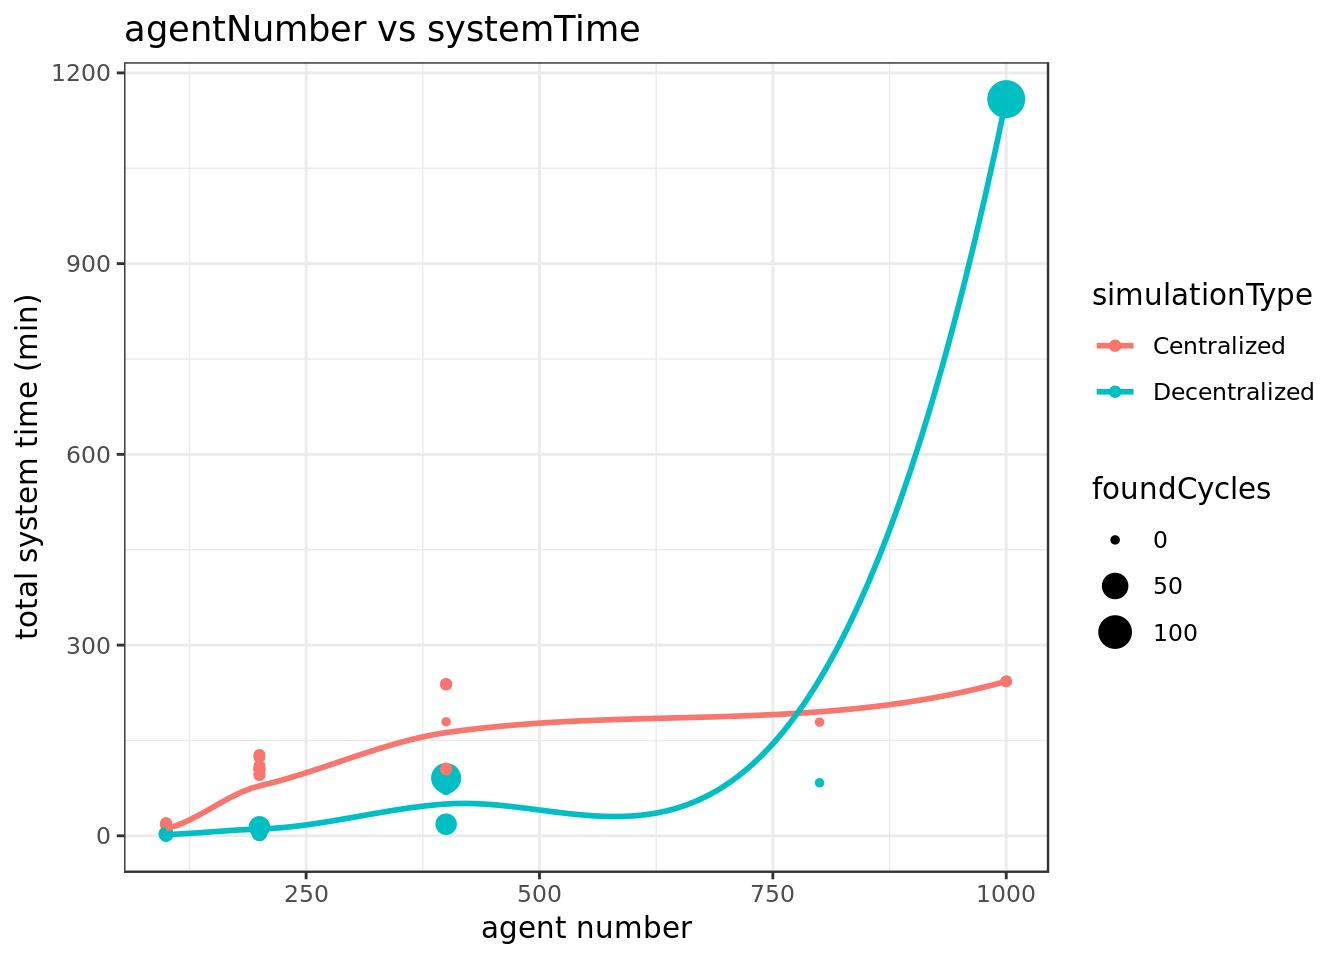 agentNumber vs systemTime
1200
900
600
300
0
total system time (min)
250
500
750
1000
agent number
simulationType
Centralized
Decentralized
foundCycles
0
50
100